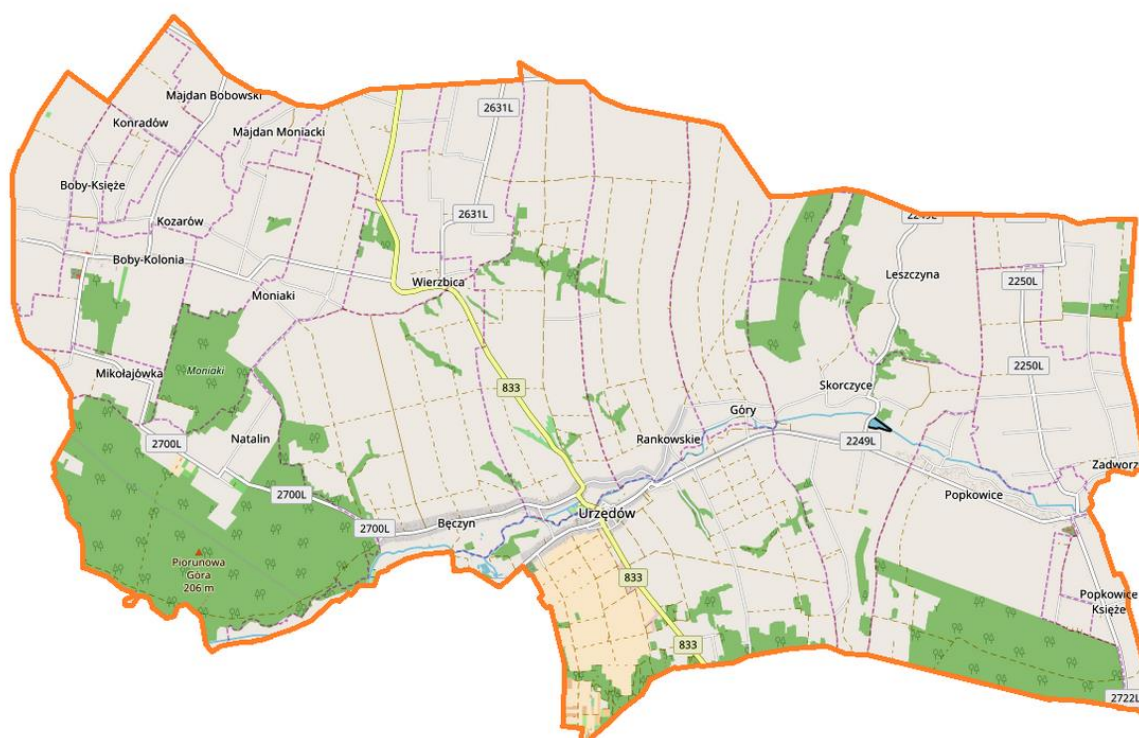 Majdan Bobowski
2631L
Konradów
Majdan Moniacki
Boby-Księże
Kozarów
2631L
2249L
Boby-Kolonia
Wierzbica
Leszczyna
2250L
Moniaki
Mikołajówka
Moniaki
833
Skorczyce
2250L
Góry
Natalin
Rankowskie
2700L
2249L
Zadworz
2700L
Popkowice
2700L
Bęczyn
Urzędów
Piorunowa
Góra
206 m
833
Popkowice
Księże
833
2722L